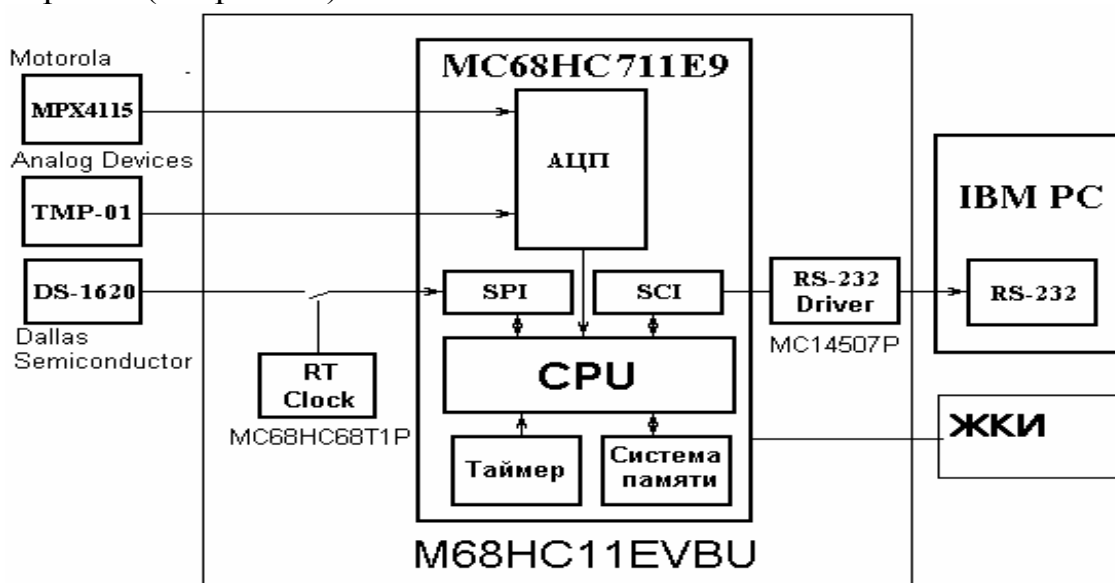 Motorola
MPX4115
Analog Devices
TMP-01
DS-1620
Dallas
Semiconductor
RT
Clock
MC68HC68T1P
MC68HC711E9
АЦП
SPI
SCI
CPU
Таймер
Система
памяти
M68HC11EVBU
RS-232
Driver
MC14507P
IBM PC
RS-232
ЖКИ